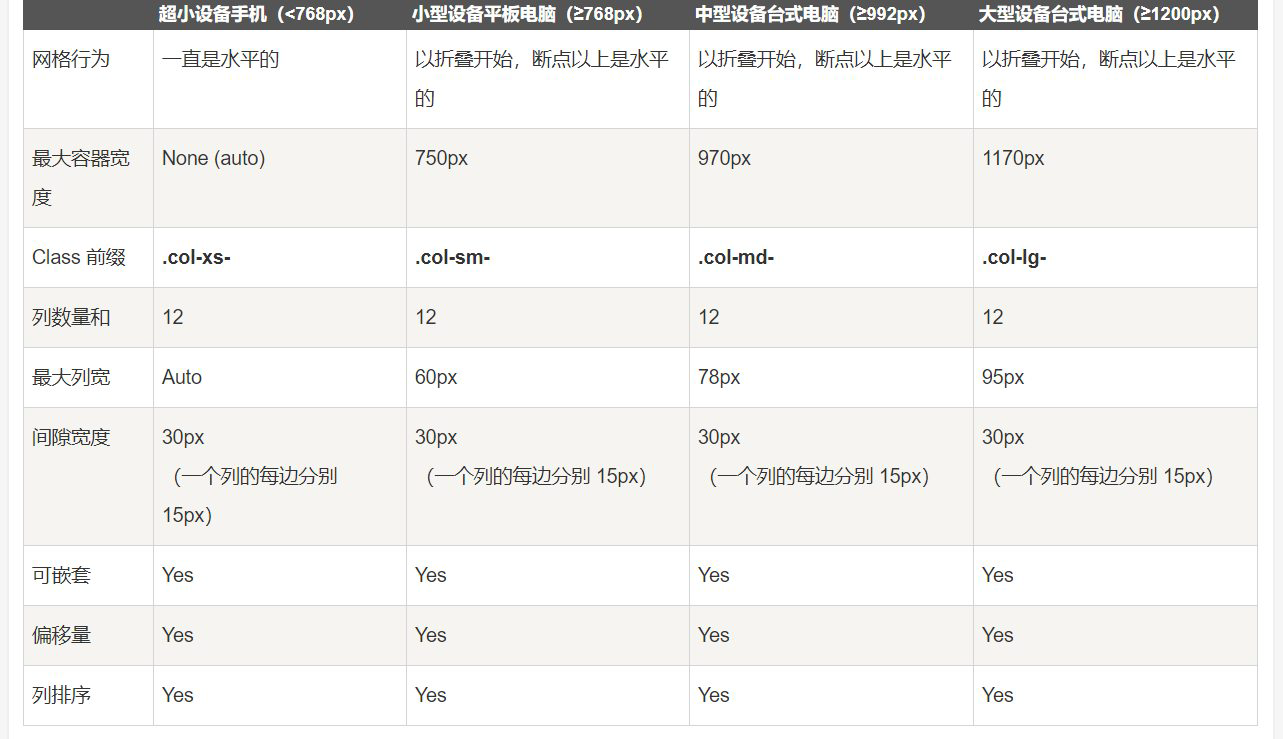 超小设备手机（<768px） 小型设备平板电脑（≥768px） 中型设备台式电脑（≥992px） 大型设备台式电脑（≥1200px）
网格行为 一直是水平的 以折叠开始，断点以上是水平的 以折叠开始，断点以上是水平的 以折叠开始，断点以上是水平的
最大容器宽度 None (auto) 750px 970px 1170px
Class 前缀 .col-xs- .col-sm- .col-md- .col-lg-
列数量和 12 12 12 12
最大列宽 Auto 60px 78px 95px
间隙宽度 30px 30px 30px 30px
（一个列的每边分别 15px） （一个列的每边分别 15px） （一个列的每边分别 15px） （一个列的每边分别 15px）
可嵌套 Yes Yes Yes Yes
偏移量 Yes Yes Yes Yes
列排序 Yes Yes Yes Yes